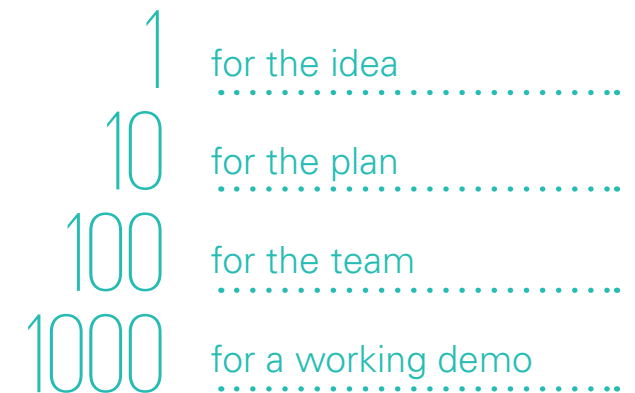 1 for the idea
10 for the plan
100 for the team
1000 for a working demo